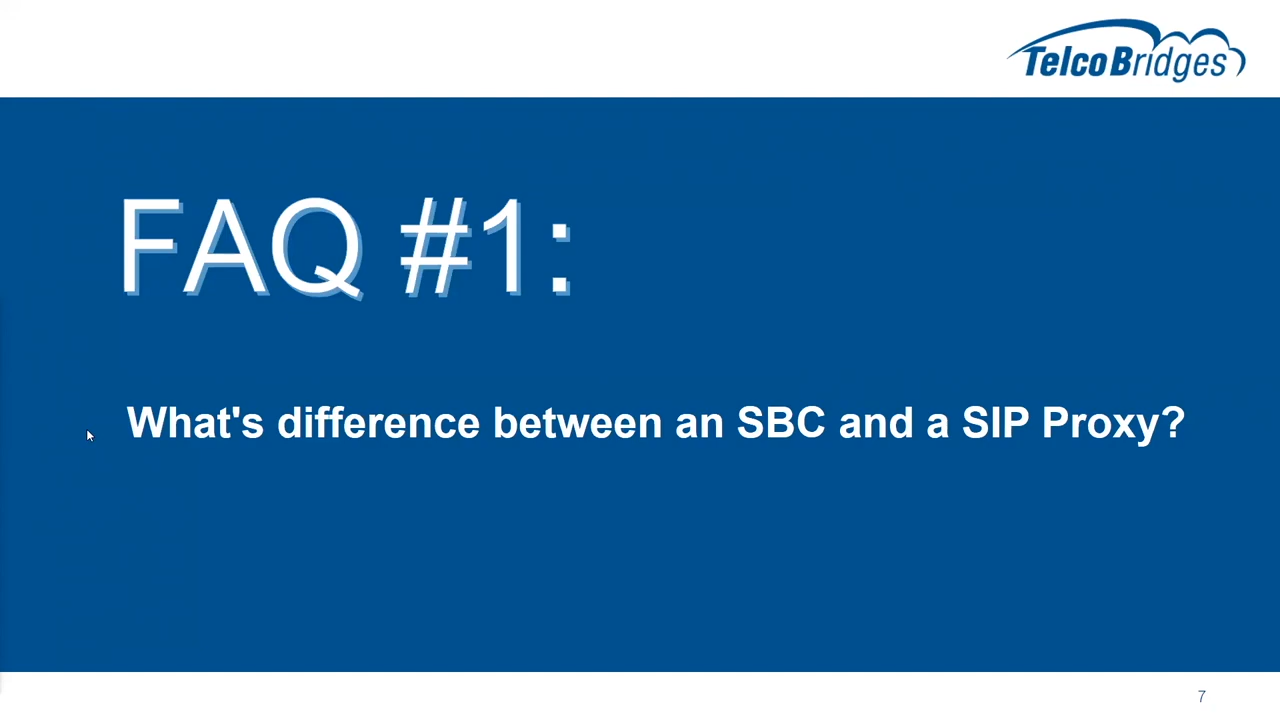 TelcoBridges
FAQ #1:
What's difference between an SBC and a SIP Proxy?
7